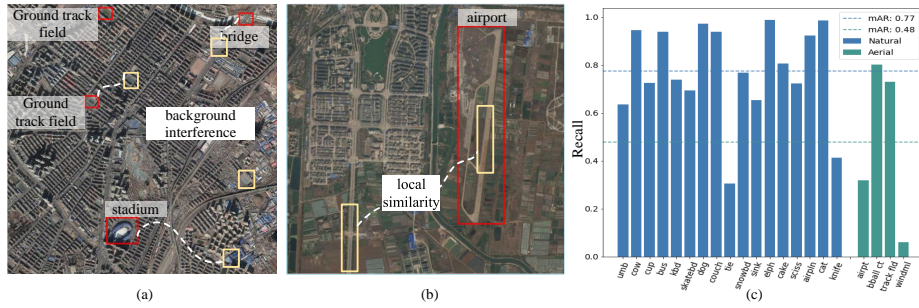 Ground track
field
bridge
Ground
track field
background
interference
stadium
(a)
airport
local
similarity
(b)
Recall
1.0
0.8
0.6
0.4
0.2
0.0
mAR: 0.77
mAR: 0.48
Natural
Aerial
umb
cow
cup
bus
kbd
skatebd
dog
couch
tie
snowbd
sink
elph
cake
sciss
airpln
cat
knife
airpt
bball ct
track fld
windml
(c)